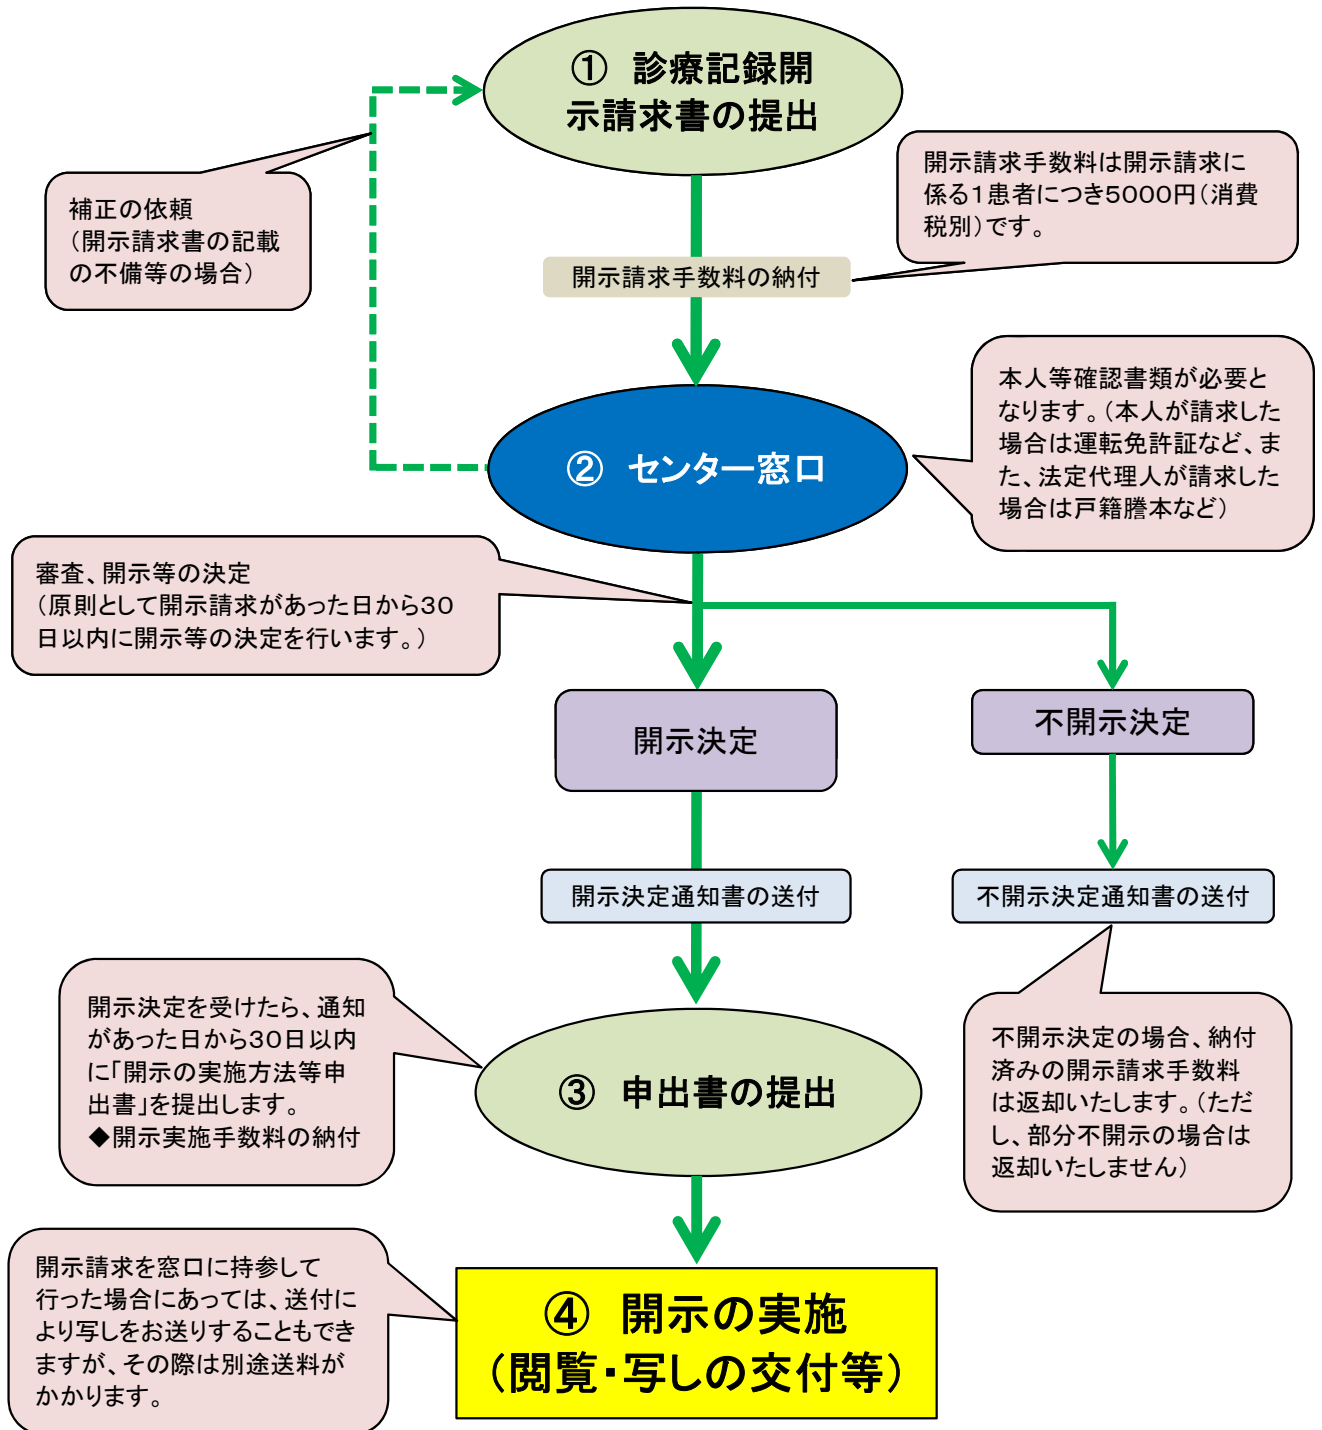 ① 診療記録開
示請求書の提出
開示請求手数料は開示請求に
係る1患者につき5000円(消費
税別)です。
補正の依頼
(開示請求書の記載
の不備等の場合)
開示請求手数料の納付
本人等確認書類が必要と
なります。(本人が請求した
場合は運転免許証など、ま
た、法定代理人が請求した
場合は戸籍謄本など)
② センター窓口
審査、開示等の決定
(原則として開示請求があった日から30
日以内に開示等の決定を行います。)
開示決定
不開示決定
開示決定通知書の送付
不開示決定通知書の送付
開示決定を受けたら、通知
があった日から30日以内
に「開示の実施方法等申
出書」を提出します。
◆開示実施手数料の納付
③ 申出書の提出
不開示決定の場合、納付
済みの開示請求手数料
は返却いたします。(ただ
し、部分不開示の場合は
返却いたしません)
開示請求を窓口に持参して
行った場合にあっては、送付に
より写しをお送りすることもでき
ますが、その際は別途送料が
かかります。
④ 開示の実施
(閲覧・写しの交付等)